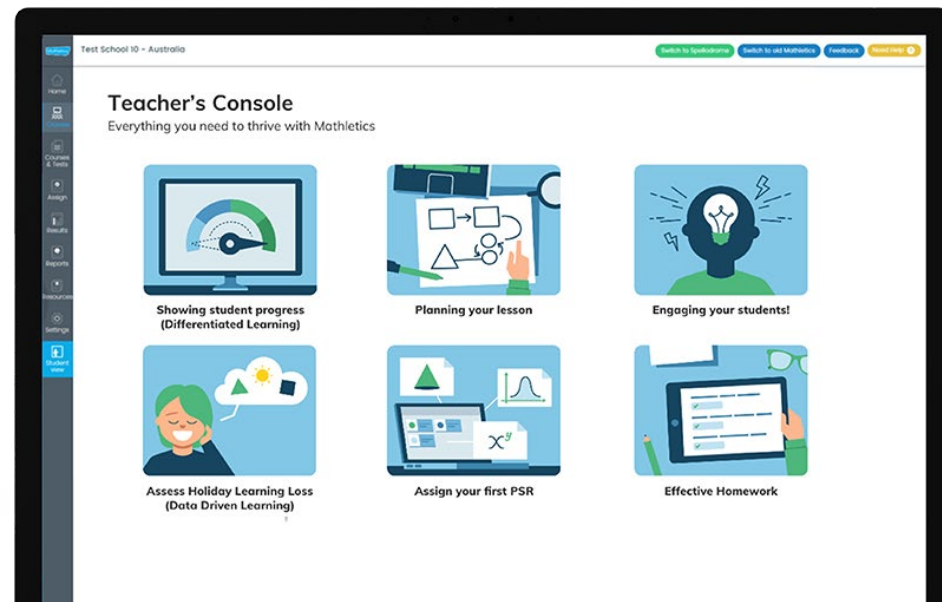 Mathletics
Test School 10 - Australia
Switch to Spellodrome
Switch to old Mathletics
Feedback
Need Help
Home
Classes
Courses
& Tests
Assign
Results
Reports
Resources
Settings
Student
View
Teacher's Console
Everything you need to thrive with Mathletics
Showing student progress
(Differentiated Learning)
Planning your lesson
Engaging your students!
Assess Holiday Learning Loss
(Data Driven Learning)
x^y
Assign your first PSR
Effective Homework